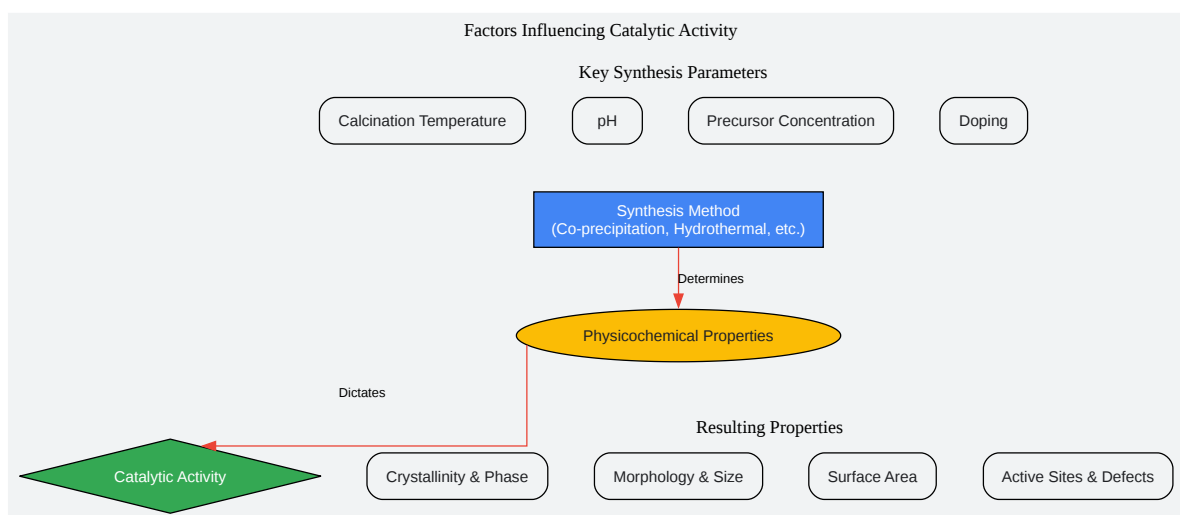 Factors Influencing Catalytic Activity
Key Synthesis Parameters
Calcination Temperature
pH
Precursor Concentration
Doping
Synthesis Method
(Co-precipitation, Hydrothermal, etc.)
Determines
Physicochemical Properties
Dictates
Resulting Properties
Catalytic Activity
Crystallinity & Phase
Morphology & Size
Surface Area
Active Sites & Defects